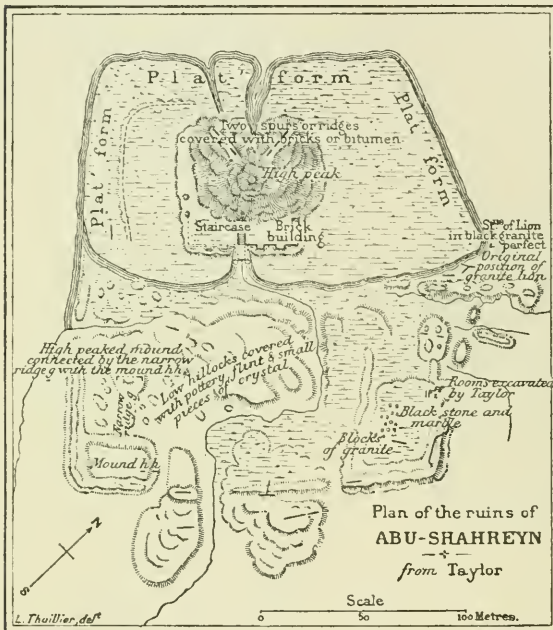 Plat form
Plat form
Plat form
Two spurs or ridges
covered with bricks or bitumen
High peak
Staircase
Brick
building
Stne of Lion
in black granite
perfect
Original
position of
granite lion
High peaked mound
connected by the narrow
ridge g with the mound hh
Narrow
ridge g
Low hillocks covered
with pottery, flint & small
pieces of crystal
Mound hh
Rooms excavated
by Taylor
Black stone and
marble
Blocks
of granite
Plan of the ruins of
ABU-SHAHREYN
from Taylor
N
S
Scale
0 50 100 Metres.
L. Thuillier, delt